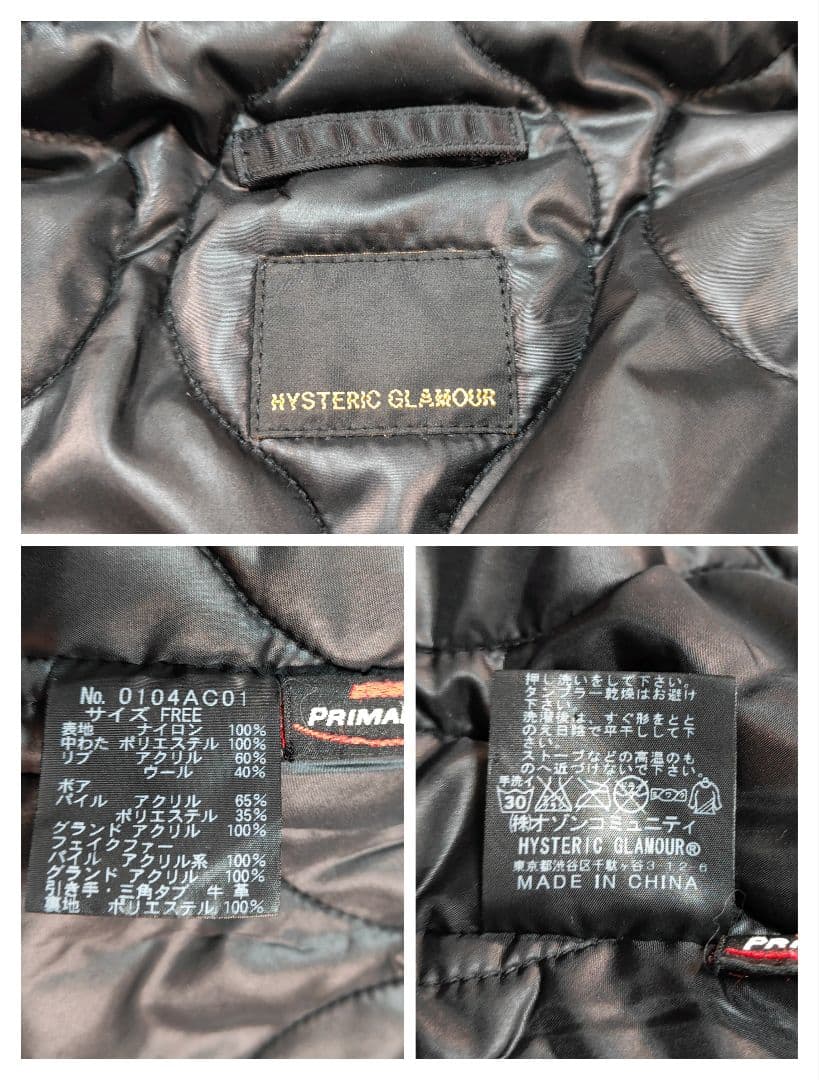 HYSTERIC GLAMOUR
No. 0104AC01
サイズ FREE
表地 ナイロン 100%
中わた ポリエステル 100%
リブ アクリル 60%
ウール 40%
ボア
パイル アクリル 65%
ポリエステル 35%
グランド アクリル 100%
フェイクファー
パイル アクリル系 100%
グランド アクリル 100%
引き手・三角タブ 牛革
裏地 ポリエステル 100%
PRIMAL
押し洗いをして下さい。
タンブラー乾燥はお避け
下さい。
洗濯後は、すぐ形をとと
のえ日陰で平干しして下
さい。
ストーブなどの高温のも
のへ近づけないで下さい。
手洗イ
30
㈱オゾンコミュニティ
HYSTERIC GLAMOUR®
東京都渋谷区千駄ヶ谷3 12 6
MADE IN CHINA
PRI